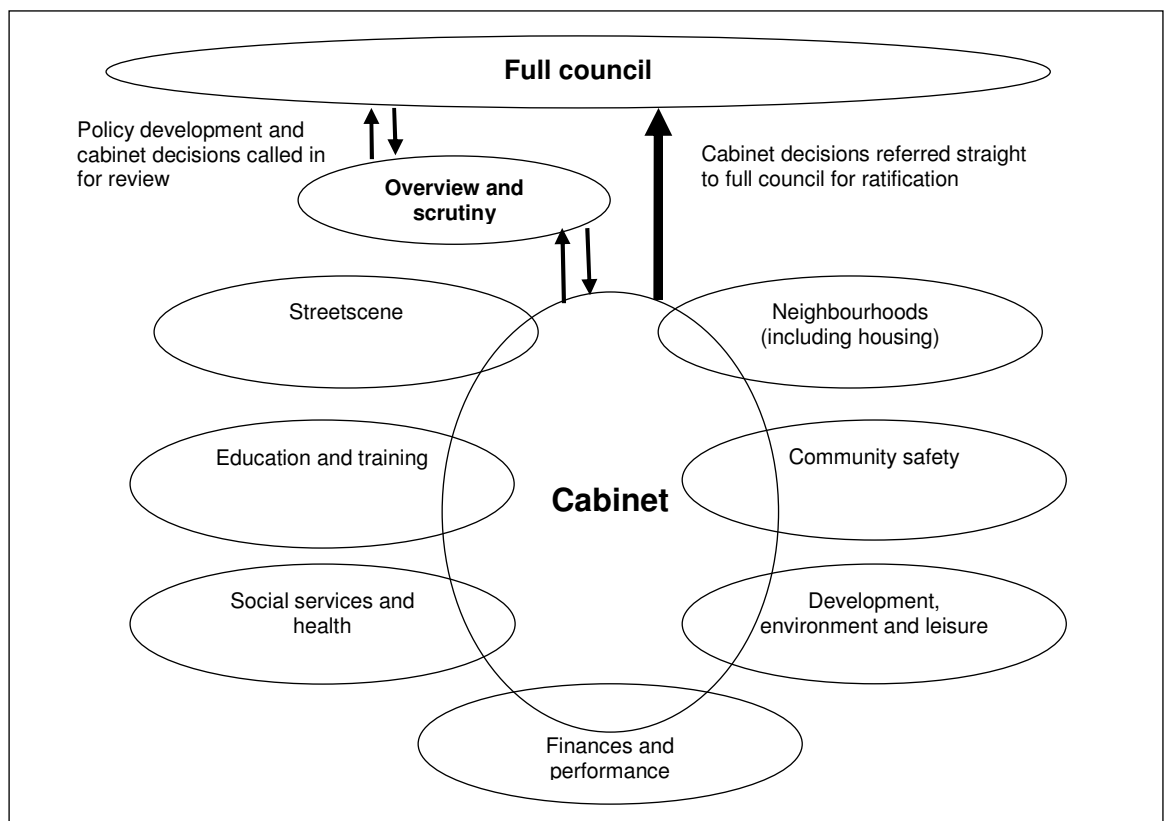 Full council
Policy development and
cabinet decisions called in
for review
Cabinet decisions referred straight
to full council for ratification
Overview and
scrutiny
Streetscene
Neighbourhoods
(including housing)
Education and training
Community safety
Cabinet
Social services and
health
Development,
environment and leisure
Finances and
performance